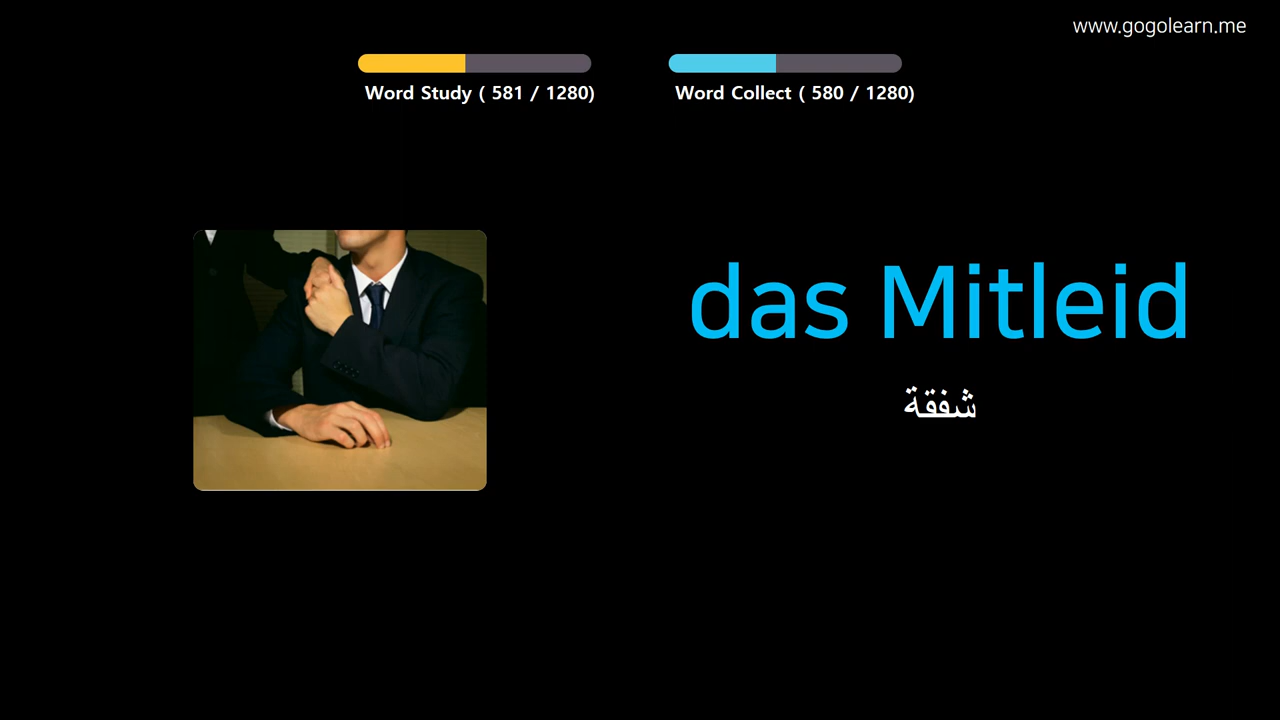 www.gogolearn.me
Word Study ( 581 / 1280)
Word Collect ( 580 / 1280)
das Mitleid
شفقة